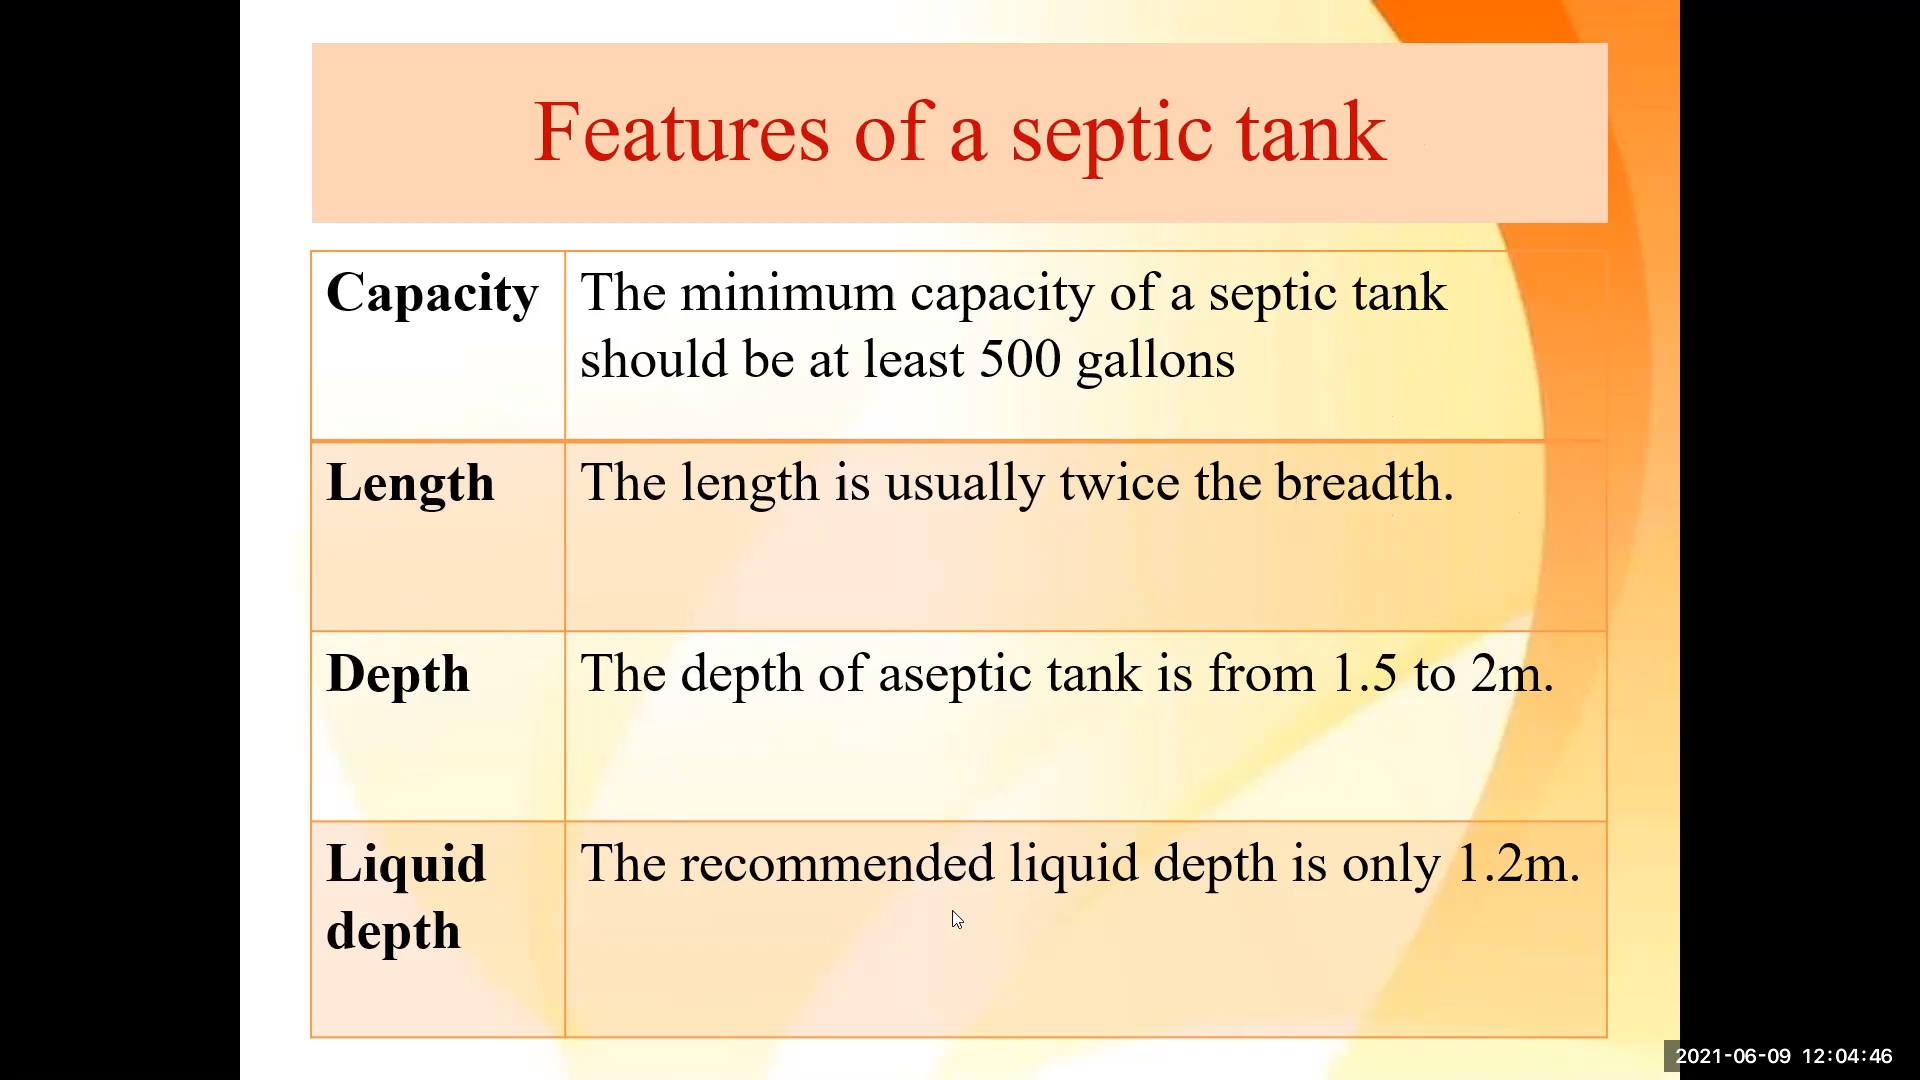 Features of a septic tank
Capacity
The minimum capacity of a septic tank
should be at least 500 gallons
Length
The length is usually twice the breadth.
Depth
The depth of aseptic tank is from 1.5 to 2m.
Liquid
depth
The recommended liquid depth is only 1.2m.
2021-06-09 12:04:46